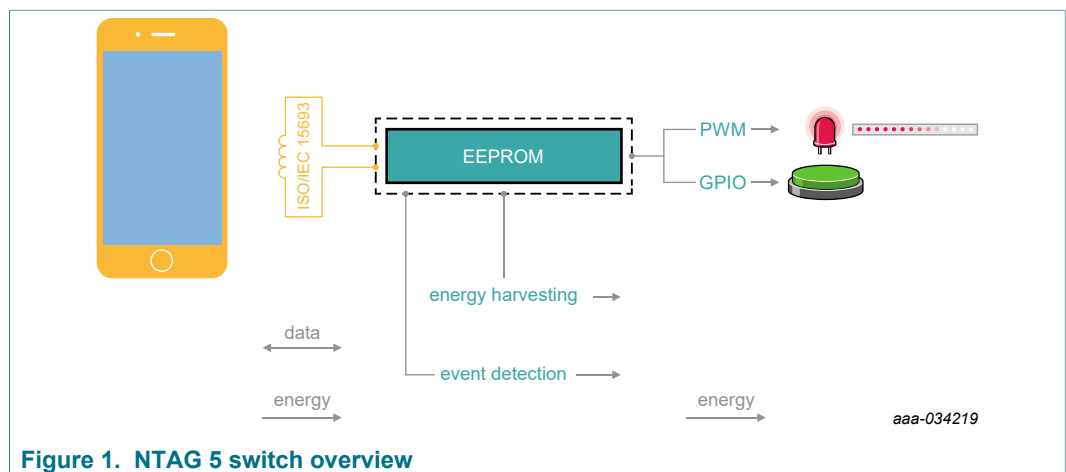 ISO/IEC 15693
EEPROM
PWM
GPIO
energy harvesting
data
event detection
energy
energy
aaa-034219
Figure 1. NTAG 5 switch overview